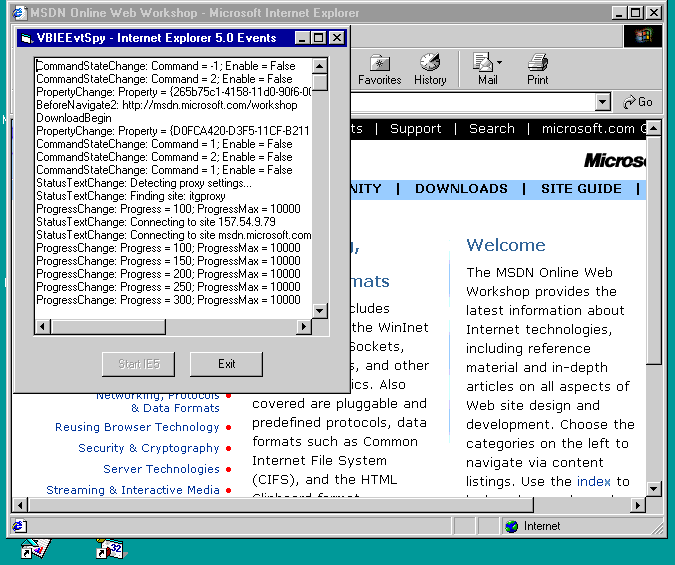 MSDN Online Web Workshop - Microsoft Internet Explorer
VBIEEvtSpy - Internet Explorer 5.0 Events
CommandStateChange: Command = -1; Enable = False
CommandStateChange: Command = 2; Enable = False
PropertyChange: Property = {265b75c1-4158-11d0-90f6-00
BeforeNavigate2: http://msdn.microsoft.com/workshop
DownloadBegin
PropertyChange: Property = {D0FCA420-D3F5-11CF-B211
CommandStateChange: Command = 1; Enable = False
CommandStateChange: Command = 2; Enable = False
CommandStateChange: Command = 1; Enable = False
StatusTextChange: Detecting proxy settings...
StatusTextChange: Finding site: itgproxy
ProgressChange: Progress = 100; ProgressMax = 10000
StatusTextChange: Connecting to site 157.54.9.79
StatusTextChange: Connecting to site msdn.microsoft.com
ProgressChange: Progress = 100; ProgressMax = 10000
ProgressChange: Progress = 150; ProgressMax = 10000
ProgressChange: Progress = 200; ProgressMax = 10000
ProgressChange: Progress = 250; ProgressMax = 10000
ProgressChange: Progress = 300; ProgressMax = 10000
Start IE5 Exit
Favorites History Mail Print
Go
ts | Support | Search | microsoft.com G
Micros
NITY | DOWNLOADS | SITE GUIDE |
Networking, Protocols
& Data Formats
Reusing Browser Technology
Security & Cryptography
Server Technologies
Streaming & Interactive Media
g,
rmats
cludes
the WinInet
Sockets,
s, and other
ics. Also
covered are pluggable and
predefined protocols, data
formats such as Common
Internet File System
(CIFS), and the HTML
Clipboard format.
Welcome
The MSDN Online Web
Workshop provides the
latest information about
Internet technologies,
including reference
material and in-depth
articles on all aspects of
Web site design and
development. Choose the
categories on the left to
navigate via content
listings. Use the index to
Internet
32